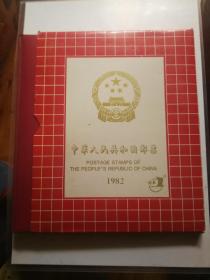 中华人民共和国邮票
POSTAGE STAMPS OF
THE PEOPLE'S REPUBLIC OF CHINA
1982